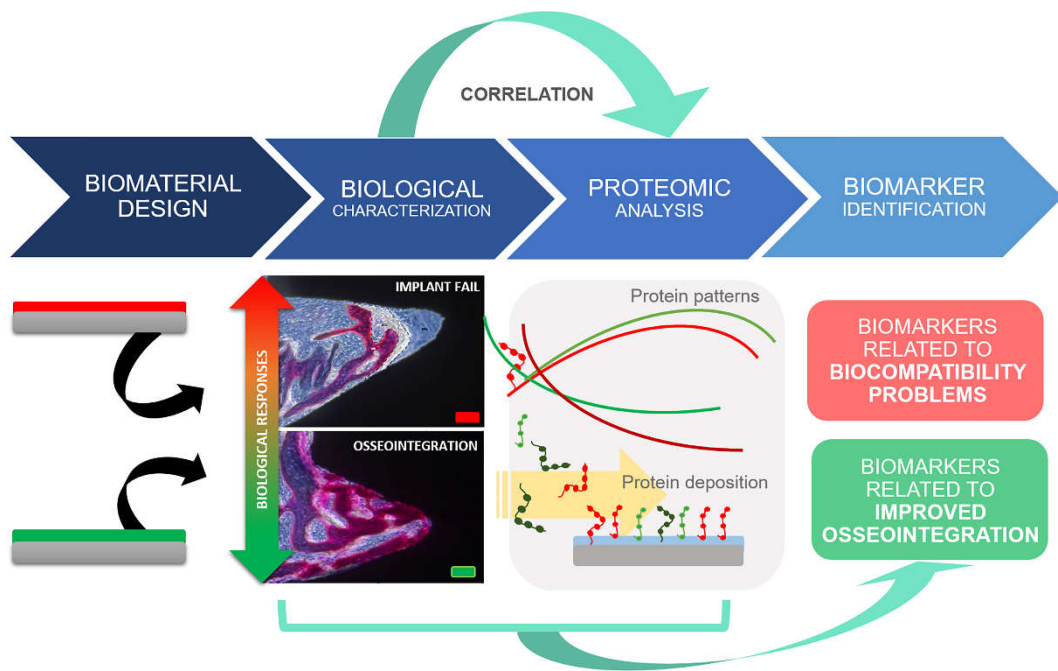 CORRELATION
BIOMATERIAL
DESIGN
BIOLOGICAL
CHARACTERIZATION
PROTEOMIC
ANALYSIS
BIOMARKER
IDENTIFICATION
BIOLOGICAL RESPONSES
IMPLANT FAIL
OSSEOINTEGRATION
Protein patterns
Protein deposition
BIOMARKERS
RELATED TO
BIOCOMPATIBILITY
PROBLEMS
BIOMARKERS
RELATED TO
IMPROVED
OSSEOINTEGRATION